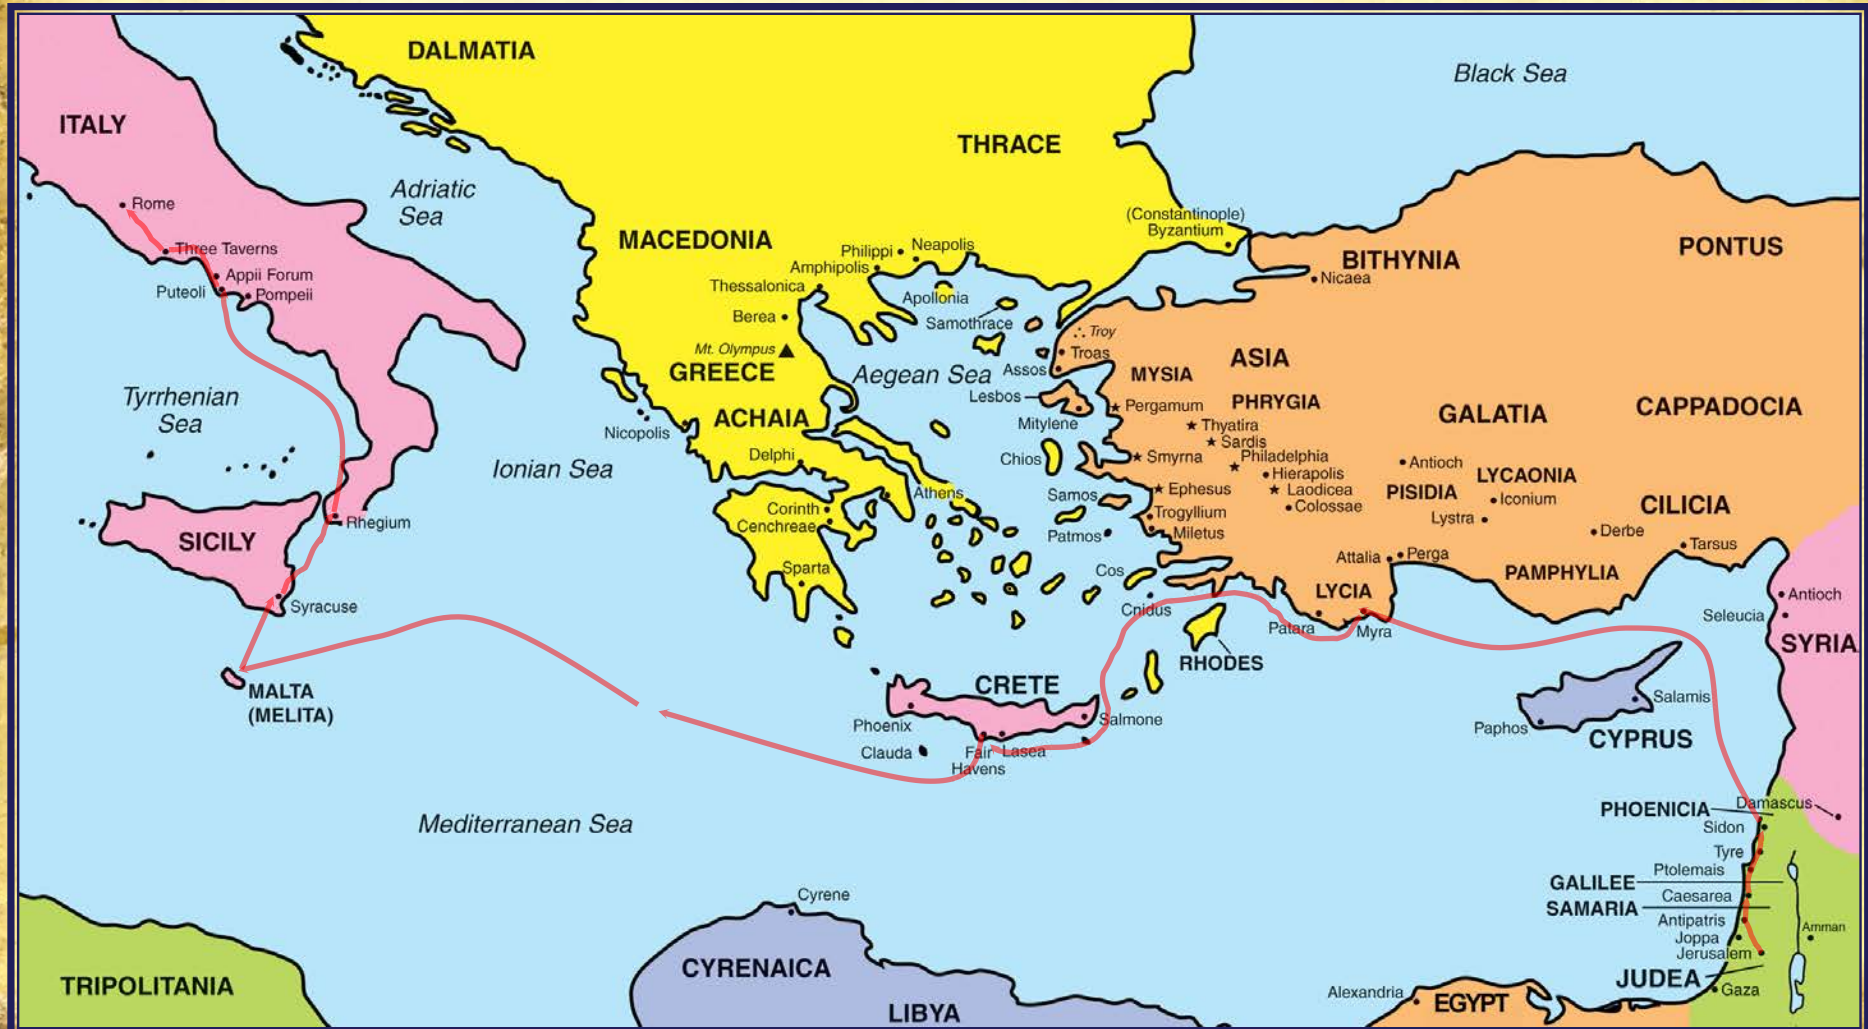 DALMATIA
Black Sea
ITALY
THRACE
Adriatic
Sea
Rome
(Constantinople)
Byzantium
MACEDONIA
Three Taverns
Philippi
Neapolis
BITHYNIA
PONTUS
Amphipolis
Appii Forum
Nicaea
Thessalonica
Puteoli
Pompeii
Apollonia
Berea
Samothrace
Troy
Mt. Olympus
Troas
ASIA
GREECE
Aegean Sea
Assos
MYSIA
Tyrrhenian
Sea
Lesbos
Pergamum
PHRYGIA
GALATIA
CAPPADOCIA
ACHAIA
Mitylene
Thyatira
Nicopolis
Sardis
Delphi
Chios
Smyrna
Philadelphia
Antioch
Ionian Sea
Hierapolis
LYCAONIA
Athens
Samos
Ephesus
Laodicea
PISIDIA
Iconium
Corinth
Colossae
CILICIA
Rhegium
Cenchreae
Trogyllium
Lystra
SICILY
Patmos
Miletus
Derbe
Tarsus
Attalia
Perga
Sparta
Cos
PAMPHYLIA
LYCIA
Antioch
Syracuse
Cnidus
Seleucia
Patara
Myra
SYRIA
RHODES
CRETE
MALTA
(MELITA)
Salamis
Phoenix
Salmone
Paphos
CYPRUS
Clauda
Fair
Havens
Lasea
PHOENICIA
Damascus
Mediterranean Sea
Sidon
Tyre
Ptolemais
GALILEE
Caesarea
SAMARIA
Cyrene
Antipatris
Amman
Joppa
Jerusalem
CYRENAICA
TRIPOLITANIA
JUDEA
Gaza
Alexandria
EGYPT
LIBYA